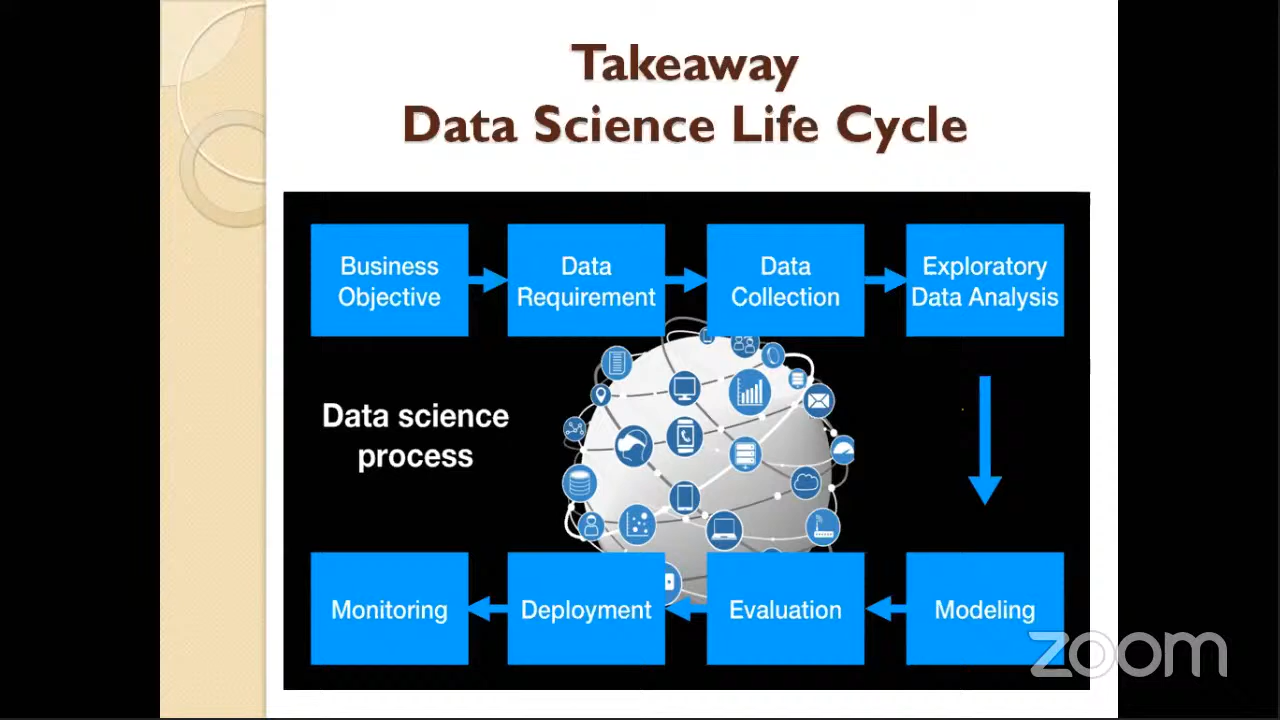 Takeaway
Data Science Life Cycle
Business
Objective
Data
Requirement
Data
Collection
Exploratory
Data Analysis
Data science
process
Monitoring
Deployment
Evaluation
Modeling
zoom